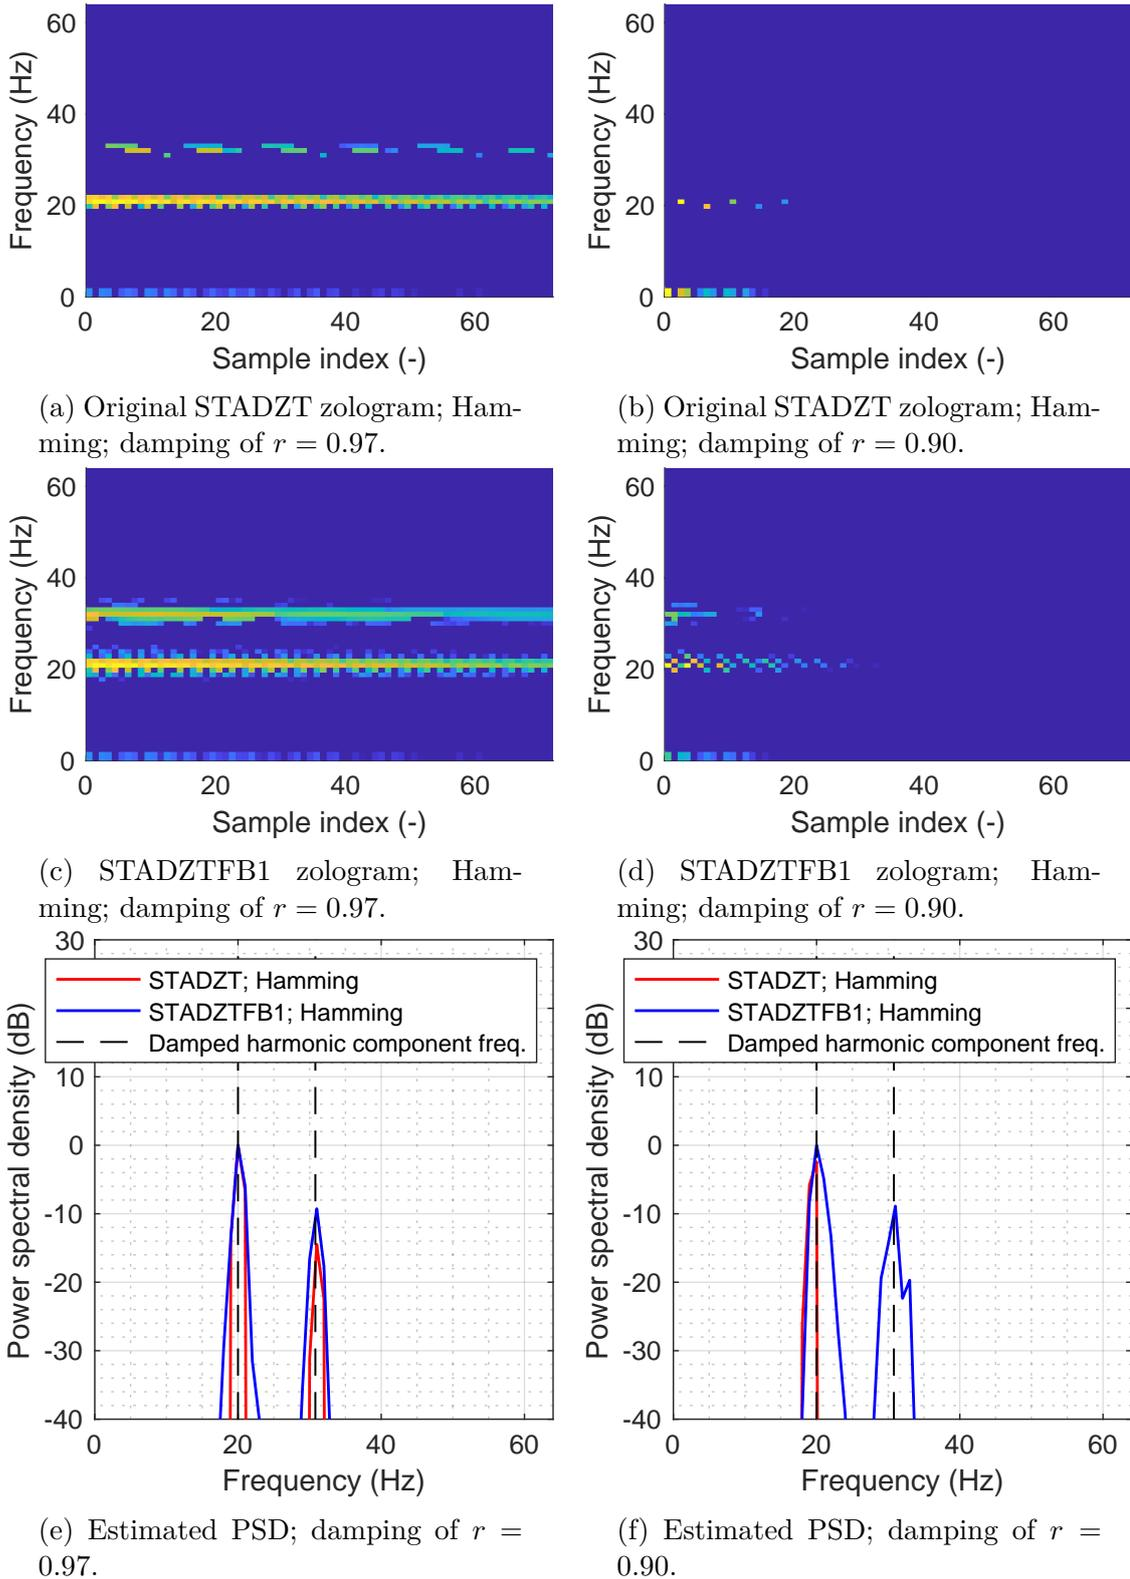 60
40
20
0
Frequency (Hz)
0 20 40 60
Sample index (-)
(a) Original STADZT zologram; Ham-
ming; damping of r = 0.97.
60
40
20
0
Frequency (Hz)
0 20 40 60
Sample index (-)
(b) Original STADZT zologram; Ham-
ming; damping of r = 0.90.
60
40
20
0
Frequency (Hz)
0 20 40 60
Sample index (-)
(c) STADZTFB1 zologram; Ham-
ming; damping of r = 0.97.
60
40
20
0
Frequency (Hz)
0 20 40 60
Sample index (-)
(d) STADZTFB1 zologram; Ham-
ming; damping of r = 0.90.
30
STADZT; Hamming
STADZTFB1; Hamming
Damped harmonic component freq.
10
0
-10
-20
-30
-40
Power spectral density (dB)
0 20 40 60
Frequency (Hz)
(e) Estimated PSD; damping of r =
0.97.
30
STADZT; Hamming
STADZTFB1; Hamming
Damped harmonic component freq.
10
0
-10
-20
-30
-40
Power spectral density (dB)
0 20 40 60
Frequency (Hz)
(f) Estimated PSD; damping of r =
0.90.